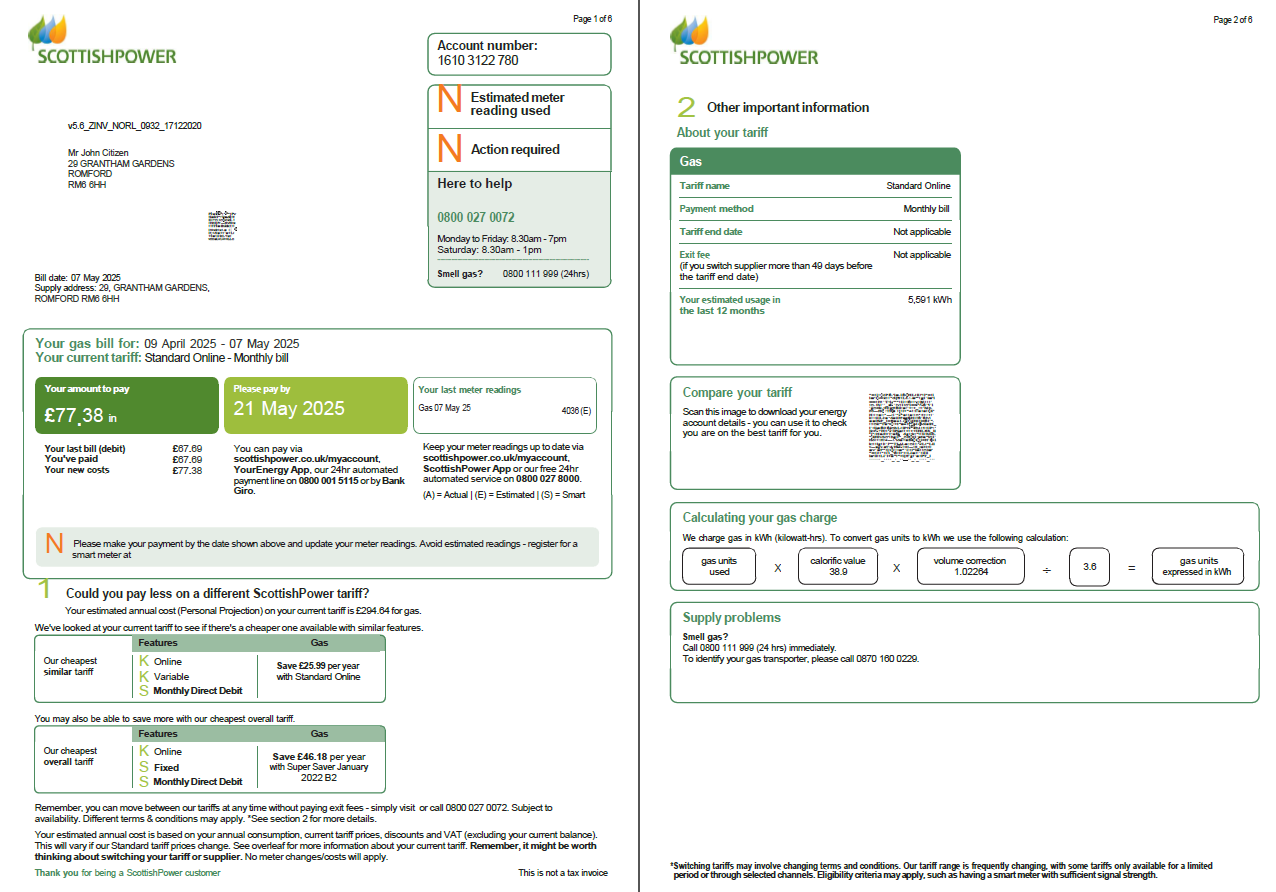 Page 1 of 6
SCOTTISHPOWER
Account number:
1610 3122 780
N Estimated meter
reading used
N Action required
v5.6_ZINV_NORL_0932_17122020
Mr John Citizen
29 GRANTHAM GARDENS
ROMFORD
RM6 6HH
Here to help
0800 027 0072
Monday to Friday: 8.30am - 7pm
Saturday: 8.30am - 1pm
Smell gas? 0800 111 999 (24hrs)
Bill date: 07 May 2025
Supply address: 29, GRANTHAM GARDENS,
ROMFORD RM6 6HH
Your gas bill for: 09 April 2025 - 07 May 2025
Your current tariff: Standard Online - Monthly bill
Your amount to pay
£77.38 in
Please pay by
21 May 2025
Your last meter readings
Gas 07 May 25 4036 (E)
Your last bill (debit) £67.69
You've paid £67.69
Your new costs £77.38
You can pay via
scottishpower.co.uk/myaccount,
YourEnergy App, our 24hr automated
payment line on 0800 001 5115 or by Bank
Giro.
Keep your meter readings up to date via
scottishpower.co.uk/myaccount,
ScottishPower App or our free 24hr
automated service on 0800 027 8000.
(A) = Actual | (E) = Estimated | (S) = Smart
N Please make your payment by the date shown above and update your meter readings. Avoid estimated readings - register for a
smart meter at
1 Could you pay less on a different ScottishPower tariff?
Your estimated annual cost (Personal Projection) on your current tariff is £294.64 for gas.
We've looked at your current tariff to see if there's a cheaper one available with similar features.
Features Gas
Our cheapest
similar tariff
K Online
K Variable
S Monthly Direct Debit
Save £25.99 per year
with Standard Online
You may also be able to save more with our cheapest overall tariff.
Features Gas
Our cheapest
overall tariff
K Online
S Fixed
S Monthly Direct Debit
Save £46.18 per year
with Super Saver January
2022 B2
Remember, you can move between our tariffs at any time without paying exit fees - simply visit or call 0800 027 0072. Subject to
availability. Different terms & conditions may apply. *See section 2 for more details.
Your estimated annual cost is based on your annual consumption, current tariff prices, discounts and VAT (excluding your current balance).
This will vary if our Standard tariff prices change. See overleaf for more information about your current tariff. Remember, it might be worth
thinking about switching your tariff or supplier. No meter changes/costs will apply.
Thank you for being a ScottishPower customer
This is not a tax invoice
Page 2 of 6
SCOTTISHPOWER
2 Other important information
About your tariff
Gas
Tariff name Standard Online
Payment method Monthly bill
Tariff end date Not applicable
Exit fee Not applicable
(if you switch supplier more than 49 days before
the tariff end date)
Your estimated usage in 5,591 kWh
the last 12 months
Compare your tariff
Scan this image to download your energy
account details - you can use it to check
you are on the best tariff for you.
Calculating your gas charge
We charge gas in kWh (kilowatt-hrs). To convert gas units to kWh we use the following calculation:
gas units
used
X
calorific value
38.9
X
volume correction
1.02264
÷
3.6
=
gas units
expressed in kWh
Supply problems
Smell gas?
Call 0800 111 999 (24 hrs) immediately.
To identify your gas transporter, please call 0870 160 0229.
*Switching tariffs may involve changing terms and conditions. Our tariff range is frequently changing, with some tariffs only available for a limited
period or through selected channels. Eligibility criteria may apply, such as having a smart meter with sufficient signal strength.